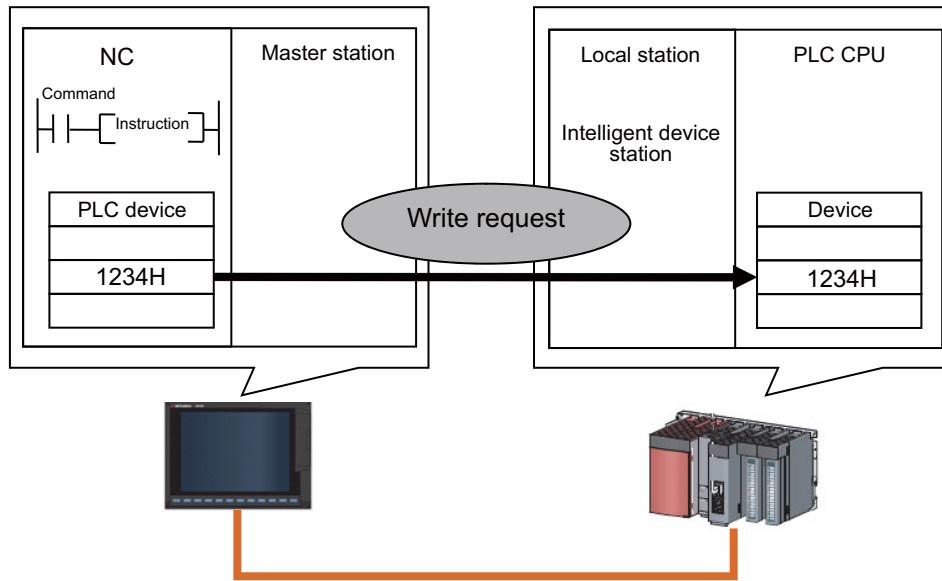 NC
Master station
Command
Instruction
PLC device
1234H
Write request
Local station
PLC CPU
Intelligent device
station
Device
1234H